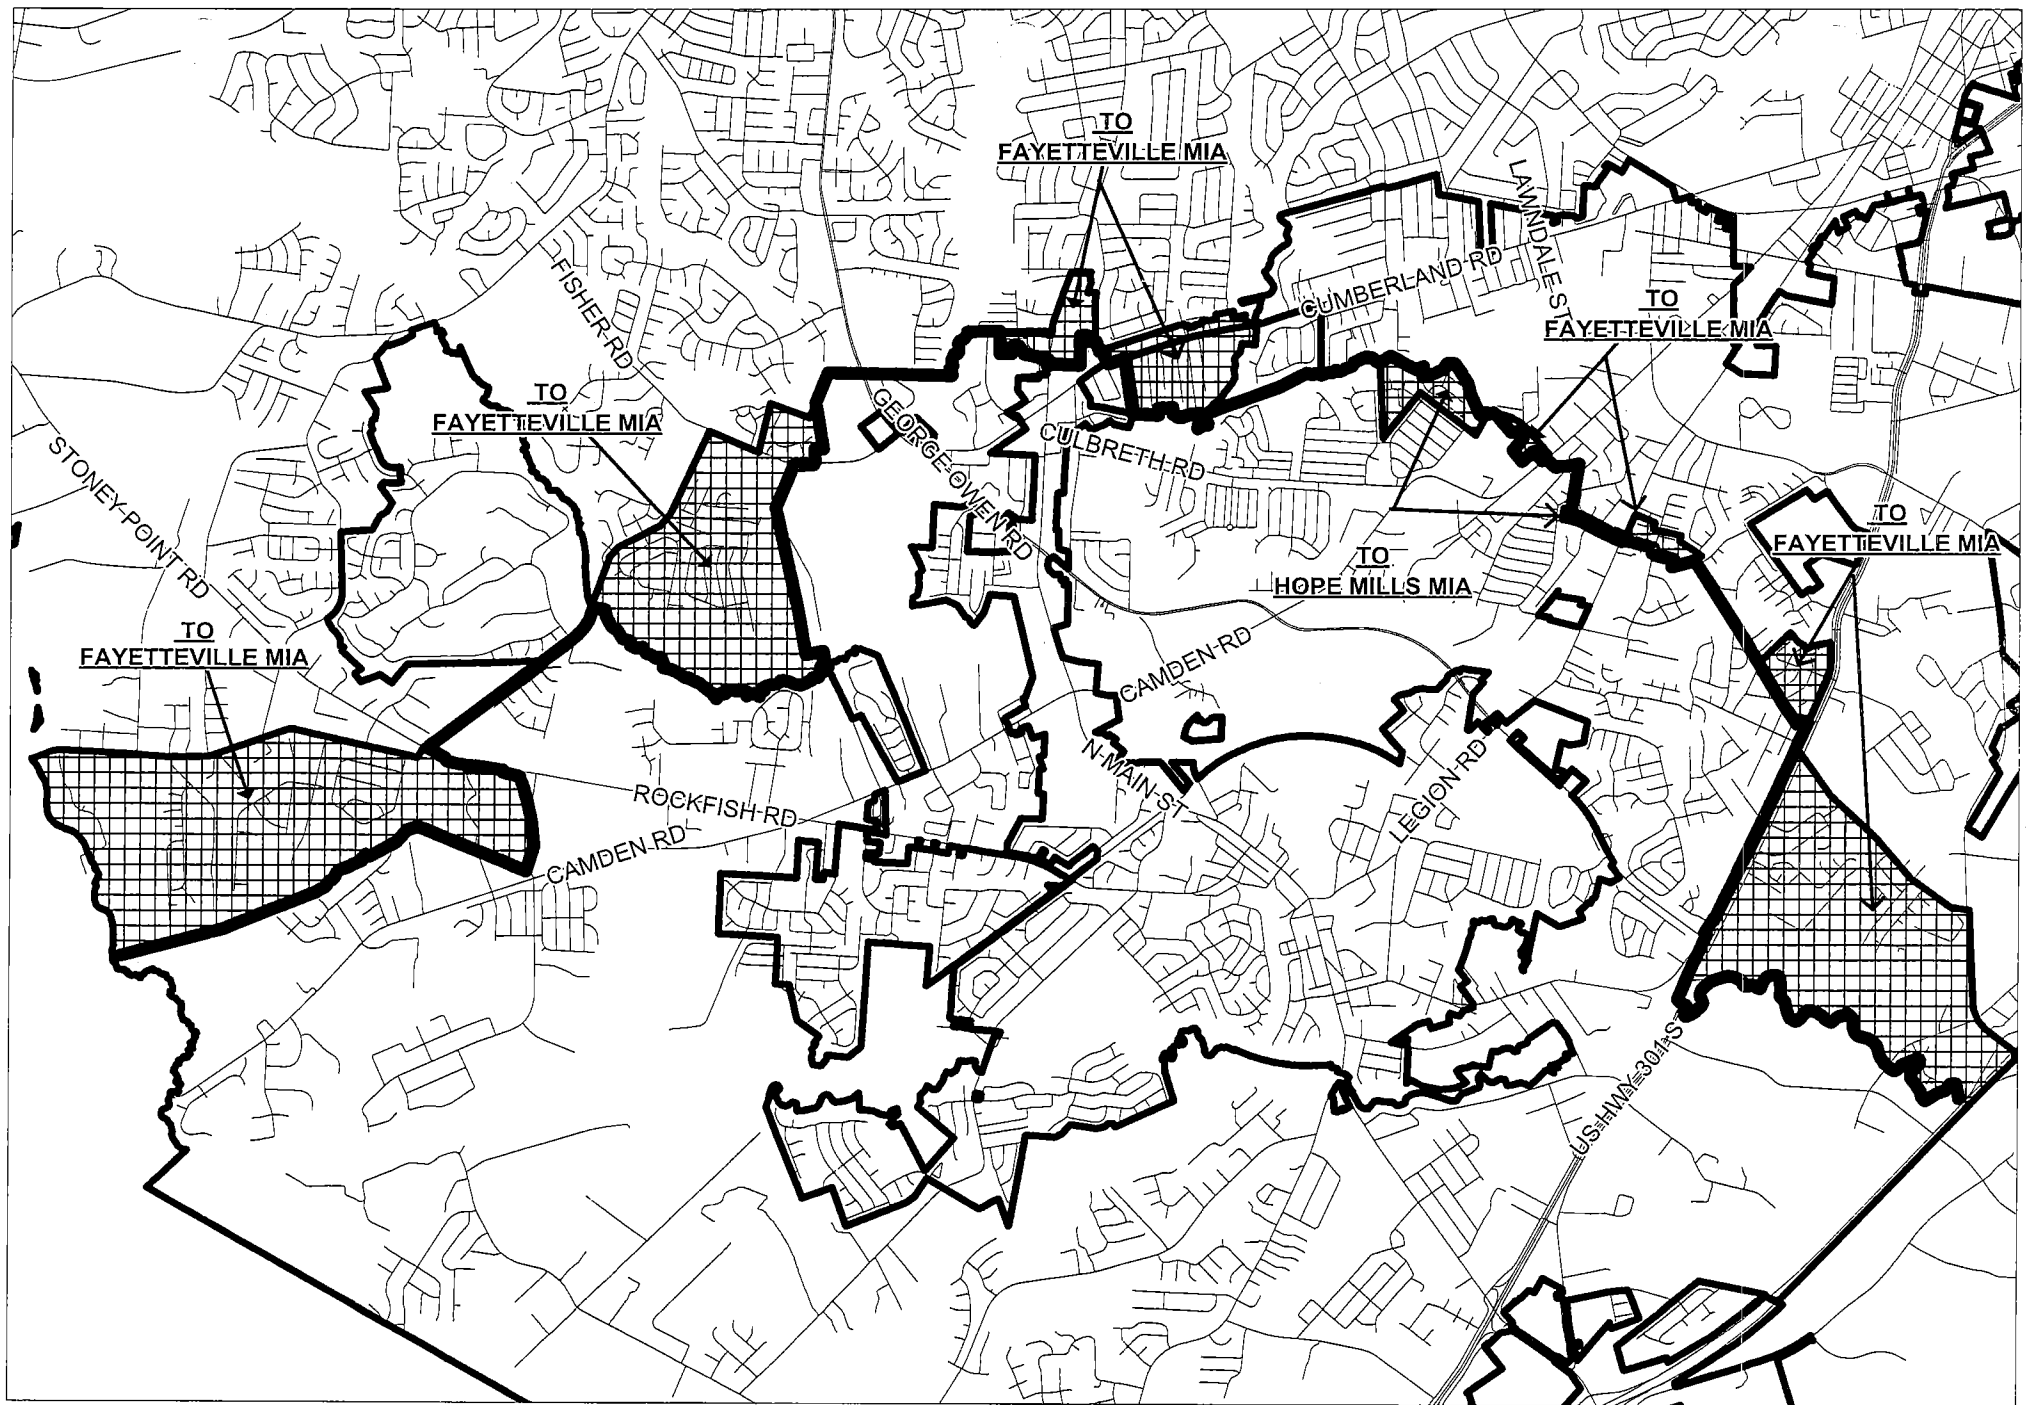 TO
FAYETTEVILLE MIA
LAWNDALE ST
CUMBERLAND RD
FISHER RD
TO
FAYETTEVILLE MIA
TO
FAYETTEVILLE MIA
GEORGE OWEN RD
CULBRETH RD
STONEY POINT RD
TO
FAYETTEVILLE MIA
TO
HOPE MILLS MIA
TO
FAYETTEVILLE MIA
CAMDEN RD
N MAIN ST
LEGION RD
ROCKFISH RD
CAMDEN RD
US HWY 301 S